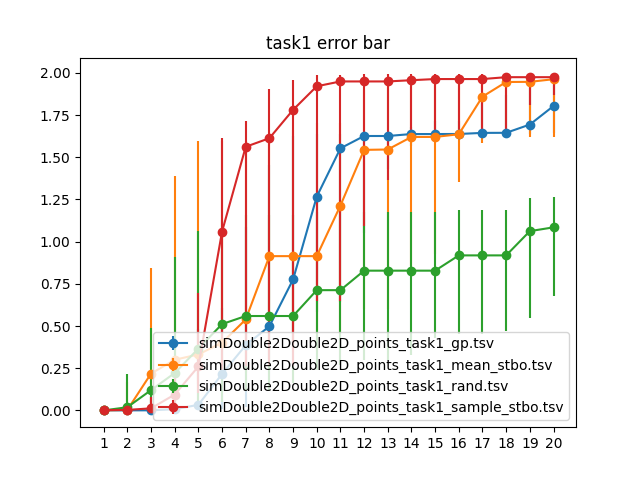 task1 error bar
2.00
1.75
1.50
1.25
1.00
0.75
0.50
0.25
0.00
simDouble2Double2D_points_task1_gp.tsv
simDouble2Double2D_points_task1_mean_stbo.tsv
simDouble2Double2D_points_task1_rand.tsv
simDouble2Double2D_points_task1_sample_stbo.tsv
1 2 3 4 5 6 7 8 9 10 11 12 13 14 15 16 17 18 19 20